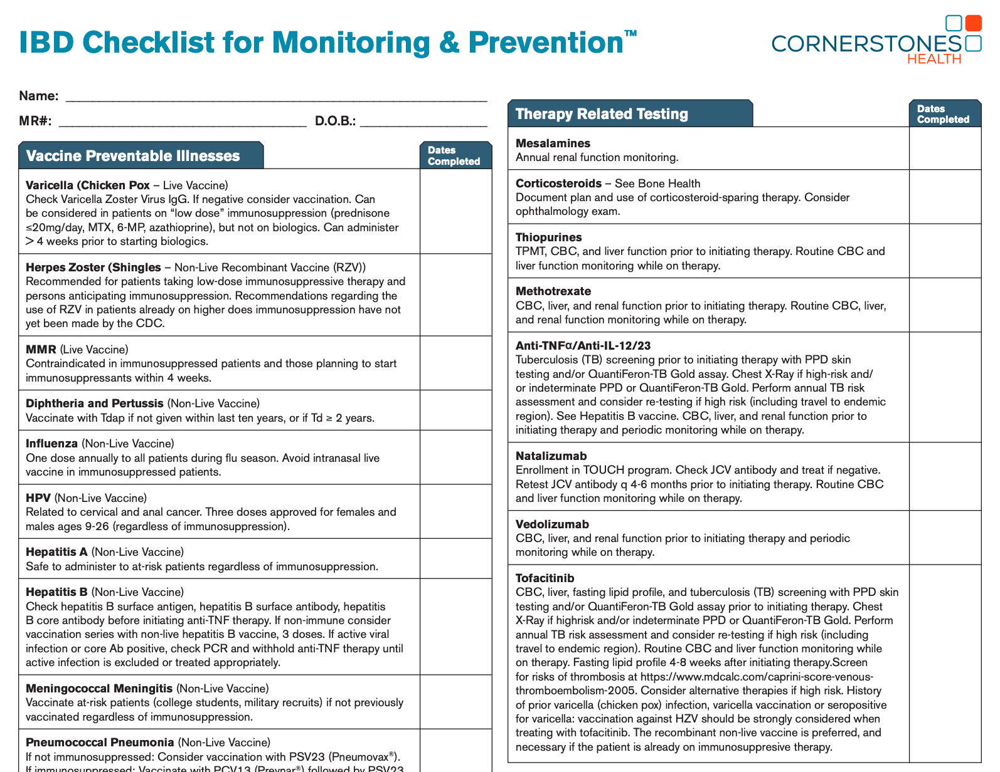 IBD Checklist for Monitoring & Prevention™
CORNERSTONES
HEALTH
Name:
MR#: D.O.B.:
Vaccine Preventable Illnesses
Dates
Completed
Varicella (Chicken Pox – Live Vaccine)
Check Varicella Zoster Virus IgG. If negative consider vaccination. Can
be considered in patients on “low dose” immunosuppression (prednisone
≤20mg/day, MTX, 6-MP, azathioprine), but not on biologics. Can administer
> 4 weeks prior to starting biologics.
Herpes Zoster (Shingles – Non-Live Recombinant Vaccine (RZV))
Recommended for patients taking low-dose immunosuppressive therapy and
persons anticipating immunosuppression. Recommendations regarding the
use of RZV in patients already on higher does immunosuppression have not
yet been made by the CDC.
MMR (Live Vaccine)
Contraindicated in immunosuppressed patients and those planning to start
immunosuppressants within 4 weeks.
Diphtheria and Pertussis (Non-Live Vaccine)
Vaccinate with Tdap if not given within last ten years, or if Td ≥ 2 years.
Influenza (Non-Live Vaccine)
One dose annually to all patients during flu season. Avoid intranasal live
vaccine in immunosuppressed patients.
HPV (Non-Live Vaccine)
Related to cervical and anal cancer. Three doses approved for females and
males ages 9-26 (regardless of immunosuppression).
Hepatitis A (Non-Live Vaccine)
Safe to administer to at-risk patients regardless of immunosuppression.
Hepatitis B (Non-Live Vaccine)
Check hepatitis B surface antigen, hepatitis B surface antibody, hepatitis
B core antibody before initiating anti-TNF therapy. If non-immune consider
vaccination series with non-live hepatitis B vaccine, 3 doses. If active viral
infection or core Ab positive, check PCR and withhold anti-TNF therapy until
active infection is excluded or treated appropriately.
Meningococcal Meningitis (Non-Live Vaccine)
Vaccinate at-risk patients (college students, military recruits) if not previously
vaccinated regardless of immunosuppression.
Pneumococcal Pneumonia (Non-Live Vaccine)
If not immunosuppressed: Consider vaccination with PSV23 (Pneumovax®).
If immunosuppressed: Vaccinate with PCV13 (Prevnar®) followed by PSV23
Therapy Related Testing
Dates
Completed
Mesalamines
Annual renal function monitoring.
Corticosteroids – See Bone Health
Document plan and use of corticosteroid-sparing therapy. Consider
ophthalmology exam.
Thiopurines
TPMT, CBC, and liver function prior to initiating therapy. Routine CBC and
liver function monitoring while on therapy.
Methotrexate
CBC, liver, and renal function prior to initiating therapy. Routine CBC, liver,
and renal function monitoring while on therapy.
Anti-TNFα/Anti-IL-12/23
Tuberculosis (TB) screening prior to initiating therapy with PPD skin
testing and/or QuantiFeron-TB Gold assay. Chest X-Ray if high-risk and/
or indeterminate PPD or QuantiFeron-TB Gold. Perform annual TB risk
assessment and consider re-testing if high risk (including travel to endemic
region). See Hepatitis B vaccine. CBC, liver, and renal function prior to
initiating therapy and periodic monitoring while on therapy.
Natalizumab
Enrollment in TOUCH program. Check JCV antibody and treat if negative.
Retest JCV antibody q 4-6 months prior to initiating therapy. Routine CBC
and liver function monitoring while on therapy.
Vedolizumab
CBC, liver, and renal function prior to initiating therapy and periodic
monitoring while on therapy.
Tofacitinib
CBC, liver, fasting lipid profile, and tuberculosis (TB) screening with PPD skin
testing and/or QuantiFeron-TB Gold assay prior to initiating therapy. Chest
X-Ray if highrisk and/or indeterminate PPD or QuantiFeron-TB Gold. Perform
annual TB risk assessment and consider re-testing if high risk (including
travel to endemic region). Routine CBC and liver function monitoring while
on therapy. Fasting lipid profile 4-8 weeks after initiating therapy.Screen
for risks of thrombosis at https://www.mdcalc.com/caprini-score-venous-
thromboembolism-2005. Consider alternative therapies if high risk. History
of prior varicella (chicken pox) infection, varicella vaccination or seropositive
for varicella: vaccination against HZV should be strongly considered when
treating with tofacitinib. The recombinant non-live vaccine is preferred, and
necessary if the patient is already on immunosuppresive therapy.